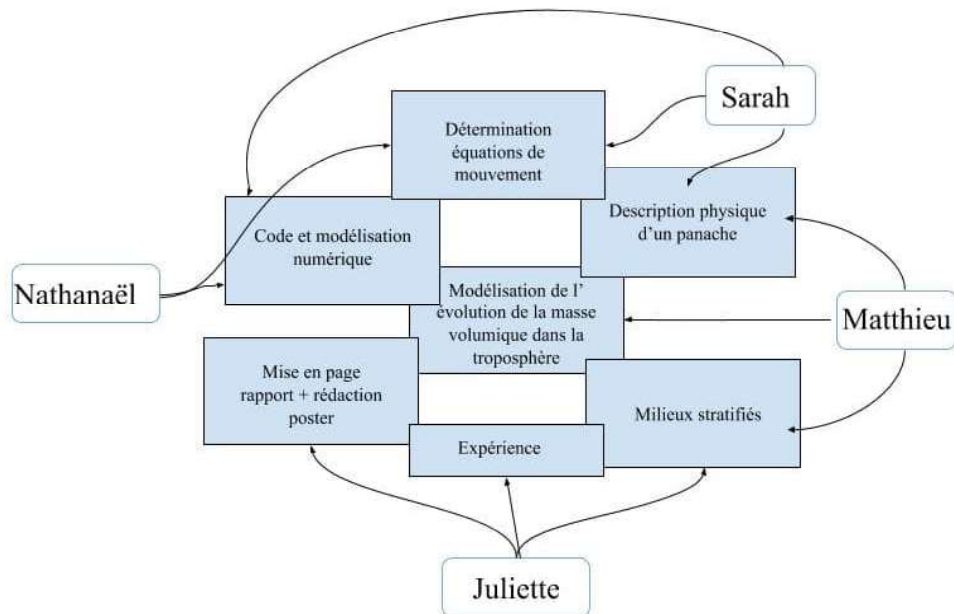 Sarah
Détermination
équations de
mouvement
Description physique
d'un panache
Code et modélisation
numérique
Nathanaël
Modélisation de l'
évolution de la masse
volumique dans la
troposphère
Matthieu
Mise en page
rapport + rédaction
poster
Milieux stratifiés
Expérience
Juliette